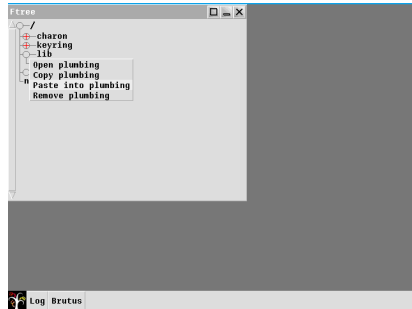 Ftree
/
charon
keyring
lib
Open plumbing
Copy plumbing
Paste into plumbing
Remove plumbing
n
Log Brutus